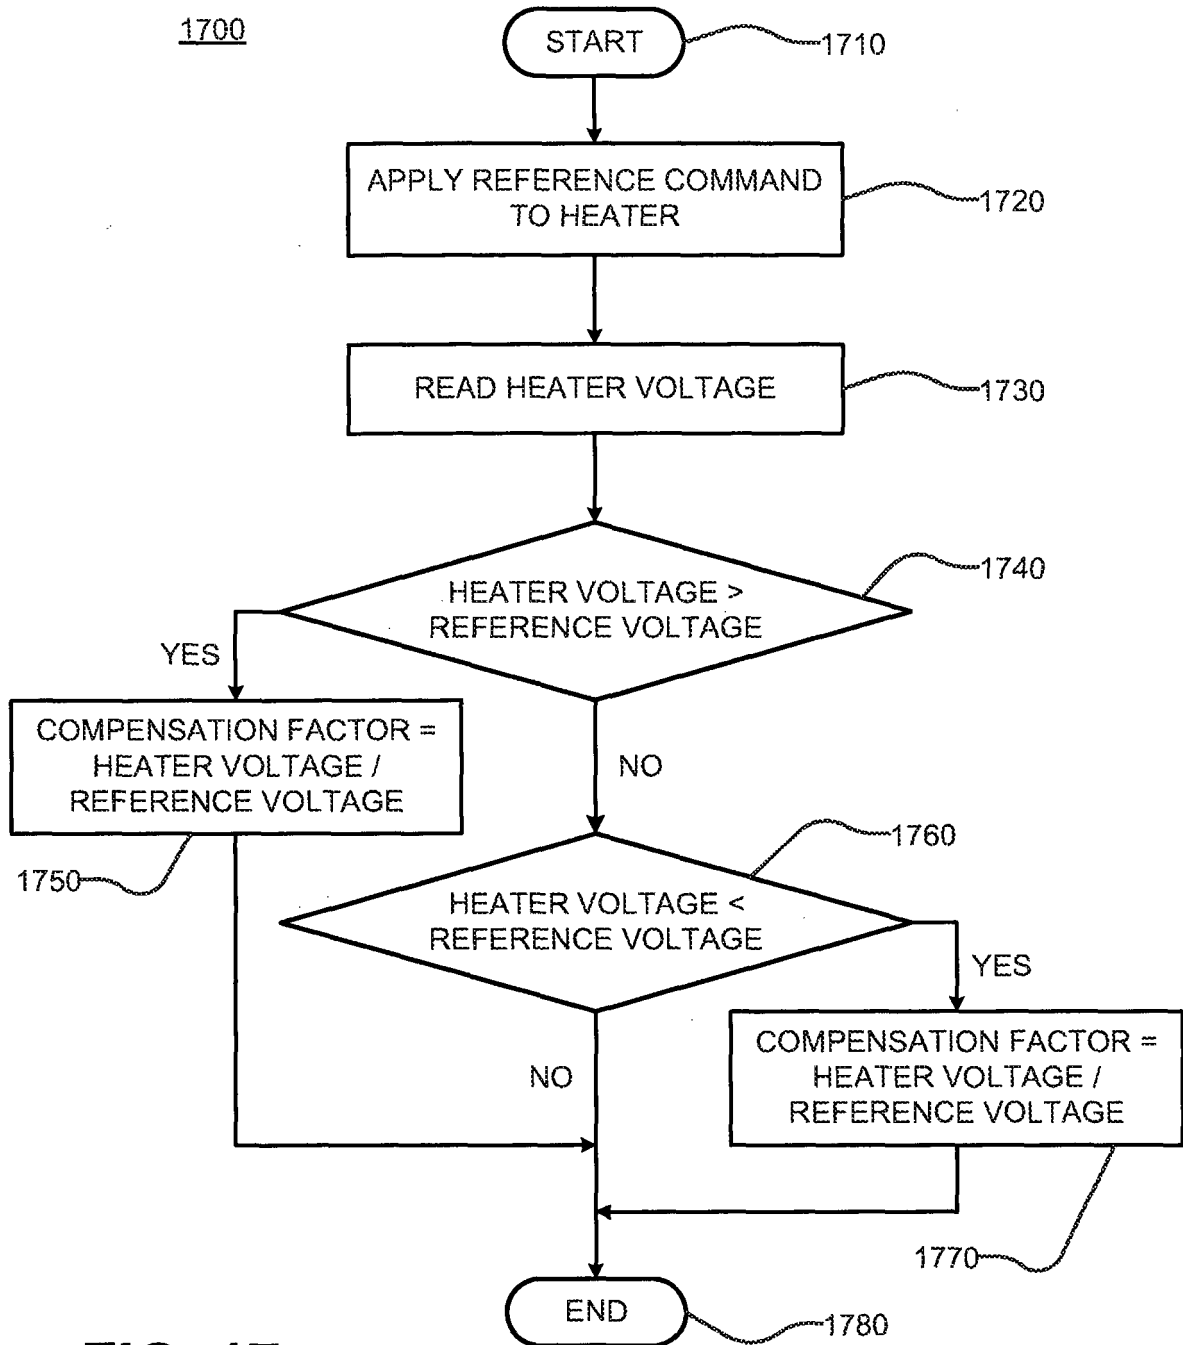 1700
START
1710
APPLY REFERENCE COMMAND
TO HEATER
1720
READ HEATER VOLTAGE
1730
HEATER VOLTAGE >
REFERENCE VOLTAGE
1740
YES
COMPENSATION FACTOR =
HEATER VOLTAGE /
REFERENCE VOLTAGE
1750
NO
HEATER VOLTAGE <
REFERENCE VOLTAGE
1760
YES
COMPENSATION FACTOR =
HEATER VOLTAGE /
REFERENCE VOLTAGE
1770
NO
END
1780